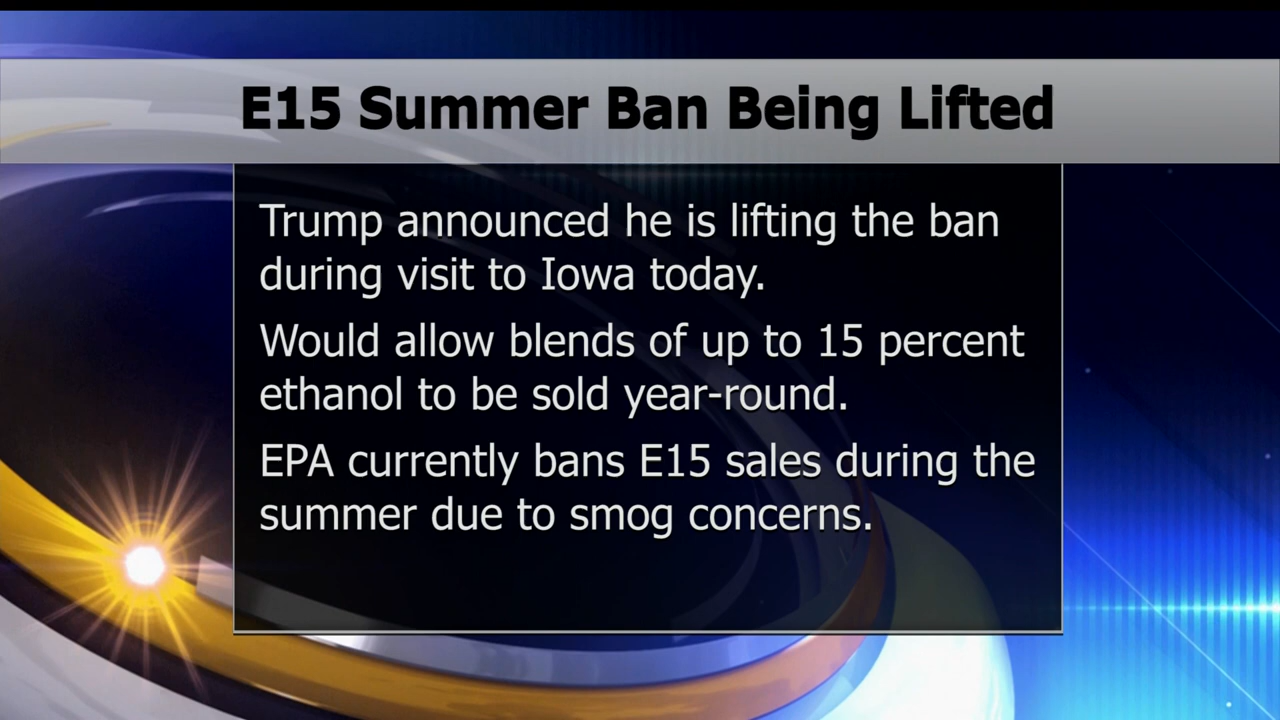 E15 Summer Ban Being Lifted
Trump announced he is lifting the ban
during visit to Iowa today.
Would allow blends of up to 15 percent
ethanol to be sold year-round.
EPA currently bans E15 sales during the
summer due to smog concerns.